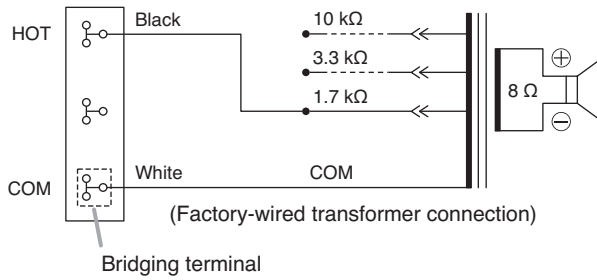 HOT
Black
10 kΩ
3.3 kΩ
1.7 kΩ
8 Ω
+
−
COM
White
COM
(Factory-wired transformer connection)
Bridging terminal